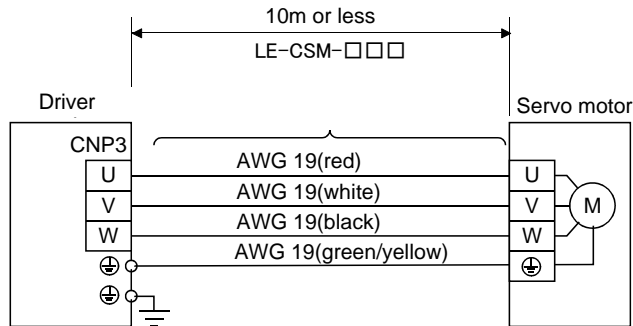 10m or less
LE-CSM-□□□
Driver
Servo motor
CNP3
U AWG 19(red) U
V AWG 19(white) V M
W AWG 19(black) W
AWG 19(green/yellow)